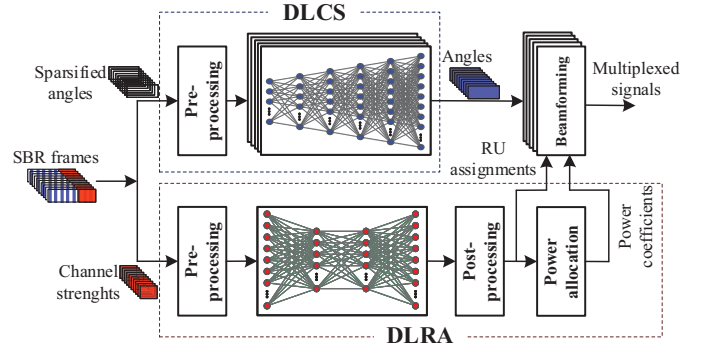 DLCS
Sparsified
angles
Pre-
processing
Angles
Beamforming
Multiplexed
signals
SBR frames
RU
assignments
Channel
strenghts
Pre-
processing
Post-
processing
Power
allocation
Power
coefficients
DLRA